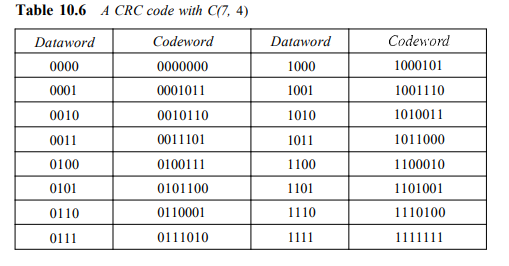 Table 10.6 A CRC code with C(7, 4)
Dataword Codeword Dataword Codeword
0000 0000000 1000 1000101
0001 0001011 1001 1001110
0010 0010110 1010 1010011
0011 0011101 1011 1011000
0100 0100111 1100 1100010
0101 0101100 1101 1101001
0110 0110001 1110 1110100
0111 0111010 1111 1111111